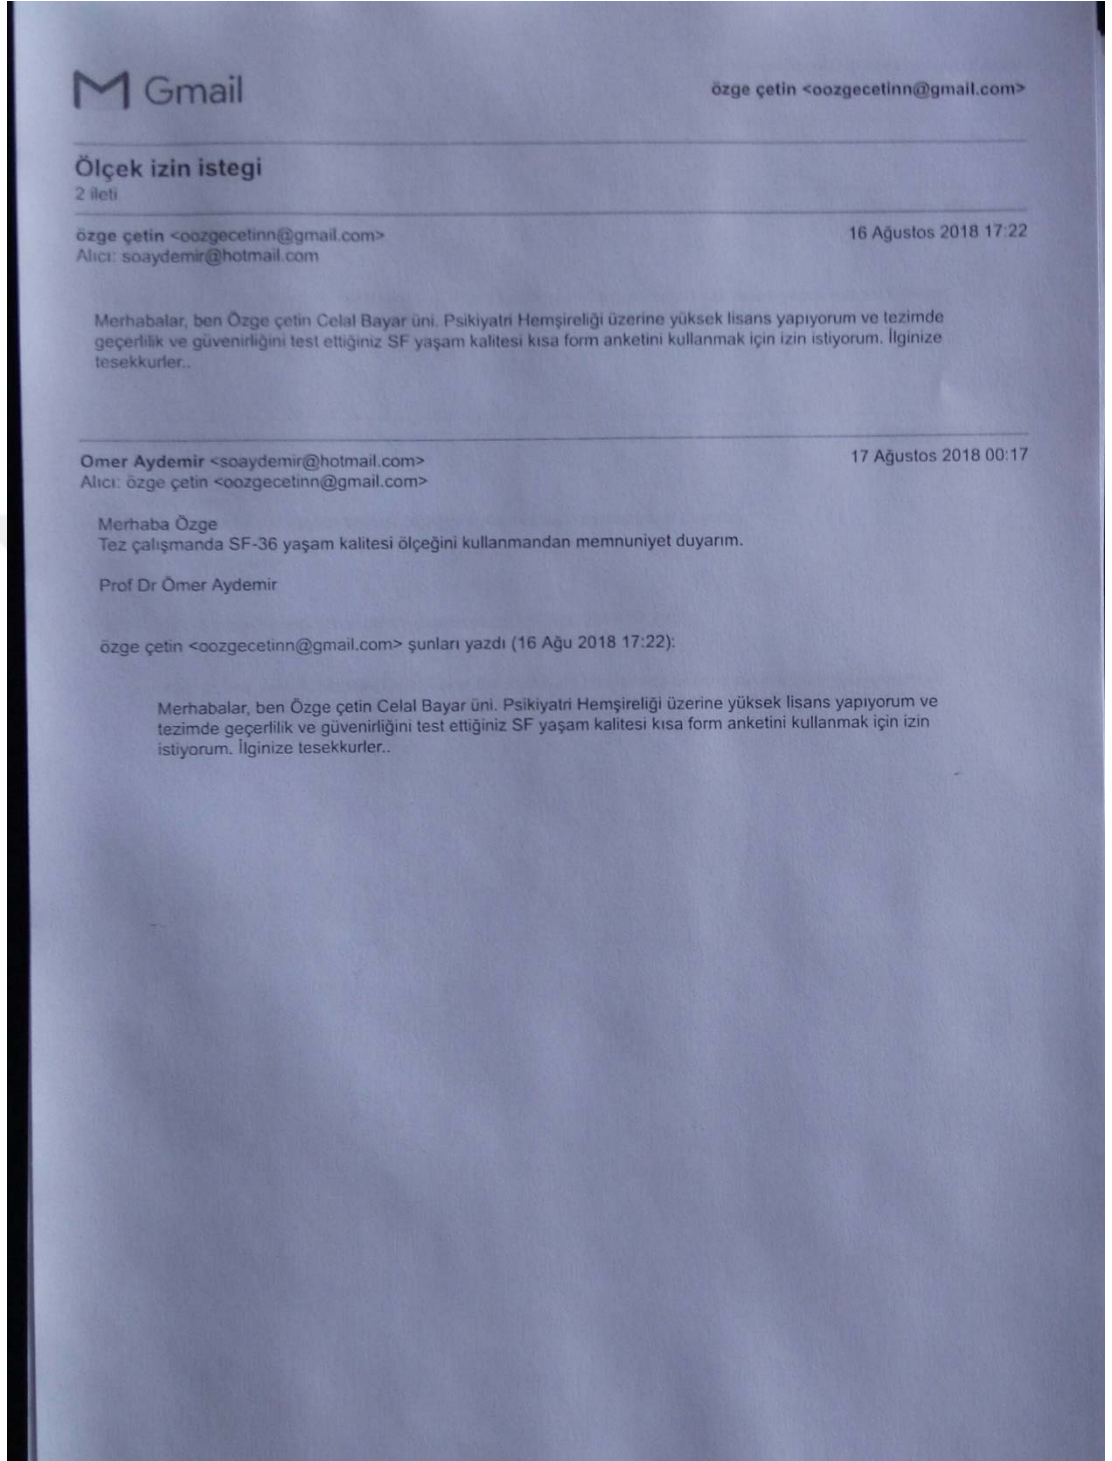 M Gmail
özge çetin <oozgecetinn@gmail.com>
Ölçek izin istegi
2 ileti
özge çetin <oozgecetinn@gmail.com>
16 Ağustos 2018 17:22
Alıcı: soaydemir@hotmail.com
Merhabalar, ben Özge çetin Celal Bayar üni. Psikiyatri Hemşireliği üzerine yüksek lisans yapıyorum ve tezimde
geçerlilik ve güvenirliğini test ettiğiniz SF yaşam kalitesi kısa form anketini kullanmak için izin istiyorum. İlginize
tesekkurler..
Omer Aydemir <soaydemir@hotmail.com>
17 Ağustos 2018 00:17
Alıcı: özge çetin <oozgecetinn@gmail.com>
Merhaba Özge
Tez çalışmanda SF-36 yaşam kalitesi ölçeğini kullanmandan memnuniyet duyarım.
Prof Dr Ömer Aydemir
özge çetin <oozgecetinn@gmail.com> şunları yazdı (16 Ağu 2018 17:22):
Merhabalar, ben Özge çetin Celal Bayar üni. Psikiyatri Hemşireliği üzerine yüksek lisans yapıyorum ve
tezimde geçerlilik ve güvenirliğini test ettiğiniz SF yaşam kalitesi kısa form anketini kullanmak için izin
istiyorum. İlginize tesekkurler..